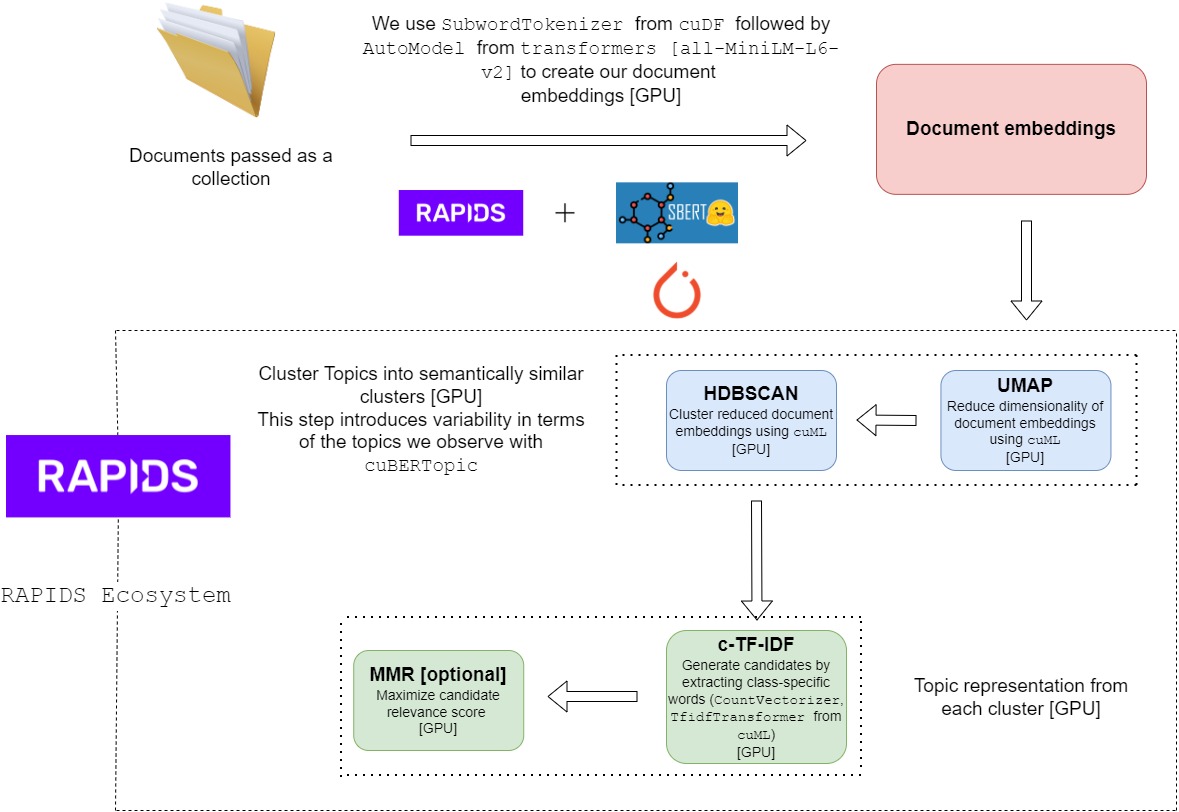 We use SubwordTokenizer from cuDF followed by
AutoModel from transformers [all-MiniLM-L6-
v2] to create our document
embeddings [GPU]
Documents passed as a
collection
Document embeddings
RAPIDS
+
SBERT
Cluster Topics into semantically similar
clusters [GPU]
This step introduces variability in terms
of the topics we observe with
cuBERTopic
HDBSCAN
Cluster reduced document
embeddings using cuML
[GPU]
UMAP
Reduce dimensionality of
document embeddings
using cuML
[GPU]
RAPIDS
RAPIDS Ecosystem
MMR [optional]
Maximize candidate
relevance score
[GPU]
c-TF-IDF
Generate candidates by
extracting class-specific
words (CountVectorizer,
TfidfTransformer from
cuML)
[GPU]
Topic representation from
each cluster [GPU]